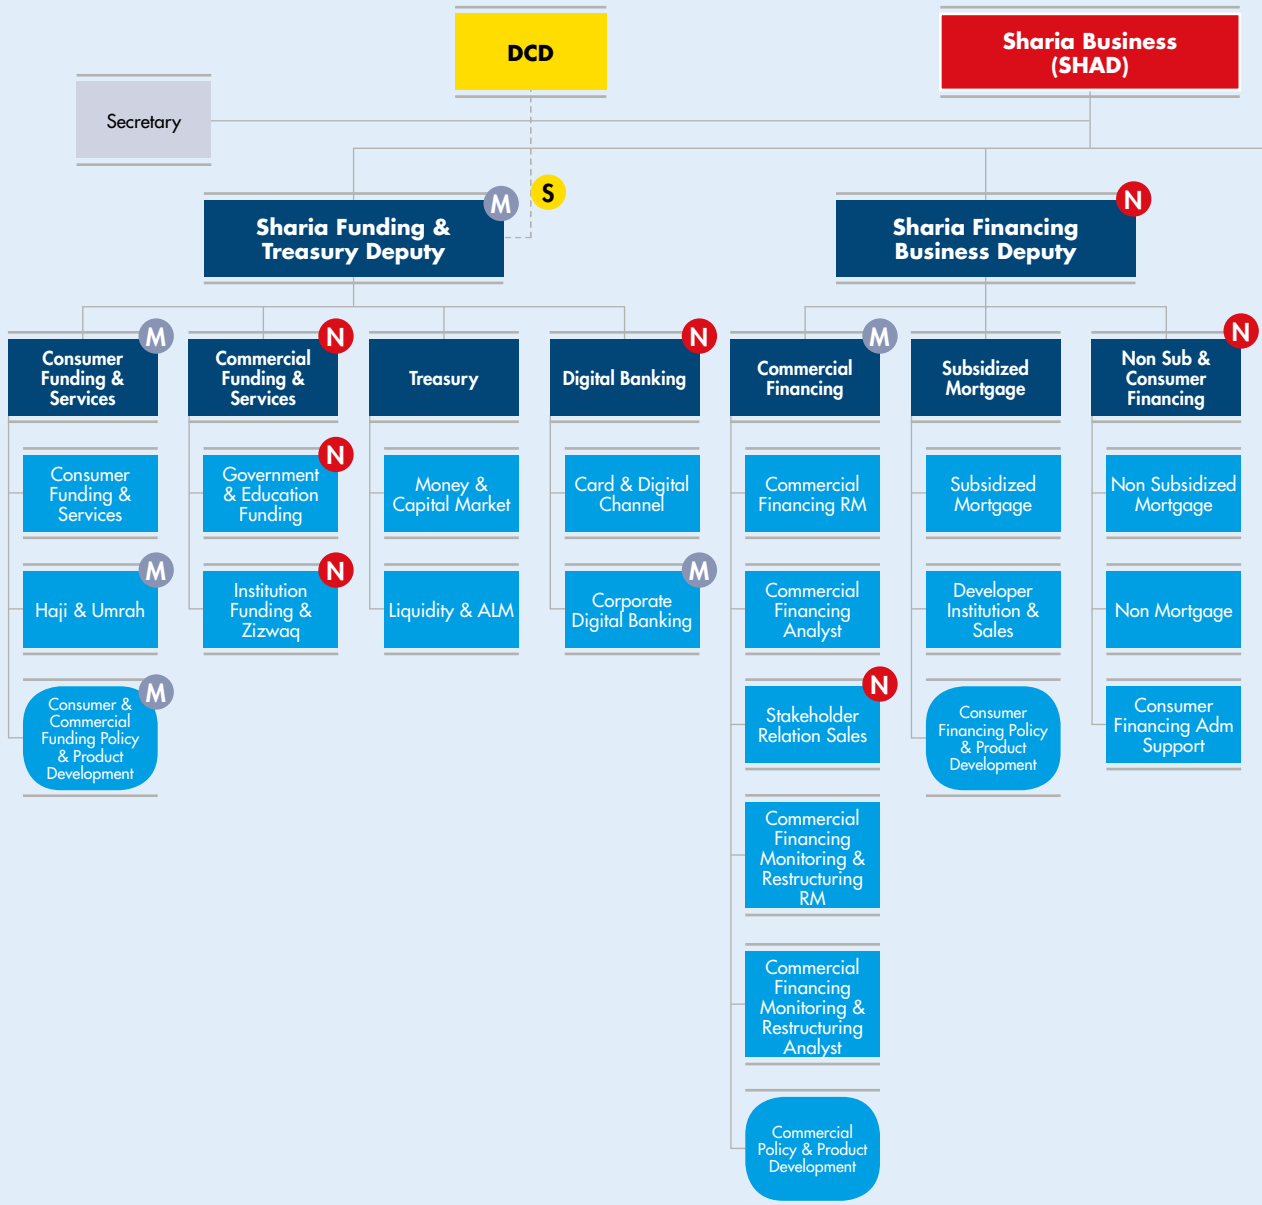 DCD
Sharia Business
(SHAD)
Secretary
S
M
Sharia Funding &
Treasury Deputy
N
Sharia Financing
Business Deputy
M
Consumer
Funding &
Services
N
Commercial
Funding &
Services
Treasury
N
Digital Banking
M
Commercial
Financing
Subsidized
Mortgage
N
Non Sub &
Consumer
Financing
Consumer
Funding &
Services
N
Government
& Education
Funding
Money &
Capital Market
Card & Digital
Channel
Commercial
Financing RM
Subsidized
Mortgage
Non Subsidized
Mortgage
M
Haji & Umrah
N
Institution
Funding &
Zizwaq
Liquidity & ALM
M
Corporate
Digital Banking
Commercial
Financing
Analyst
Developer
Institution &
Sales
Non Mortgage
M
Consumer &
Commercial
Funding Policy
& Product
Development
N
Stakeholder
Relation Sales
Consumer
Financing Policy
& Product
Development
Consumer
Financing Adm
Support
Commercial
Financing
Monitoring &
Restructuring
RM
Commercial
Financing
Monitoring &
Restructuring
Analyst
Commercial
Policy & Product
Development